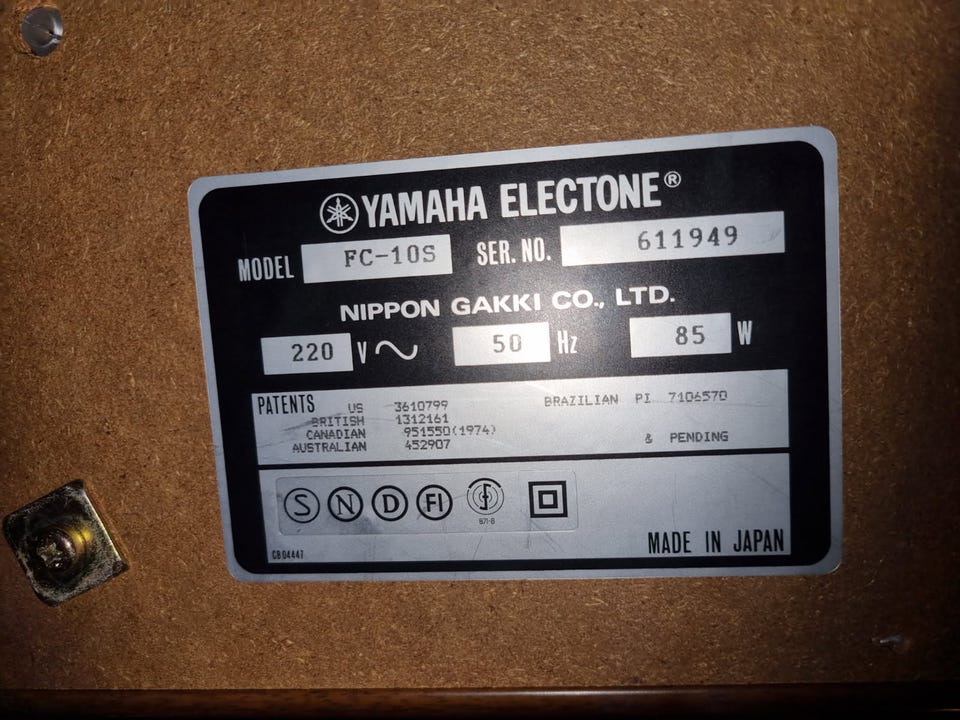 YAMAHA ELECTONE®
MODEL FC-10S SER. NO. 611949
NIPPON GAKKI CO., LTD.
220 V~ 50 Hz 85 W
PATENTS US 3610799 BRAZILIAN PI 7106570
BRITISH 1312161
CANADIAN 951550(1974)
AUSTRALIAN 452907 & PENDING
S N D FI
B71-B
CB04447 MADE IN JAPAN